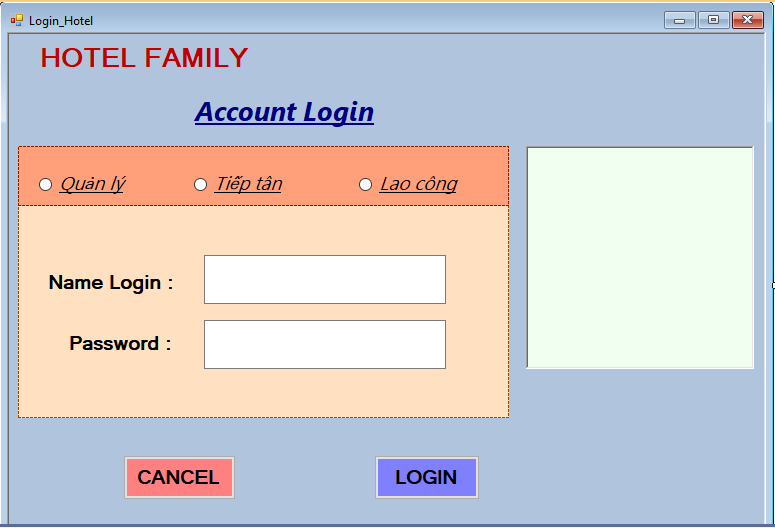 Login_Hotel
HOTEL FAMILY
Account Login
Quản lý Tiếp tân Lao công
Name Login :
Password :
CANCEL LOGIN